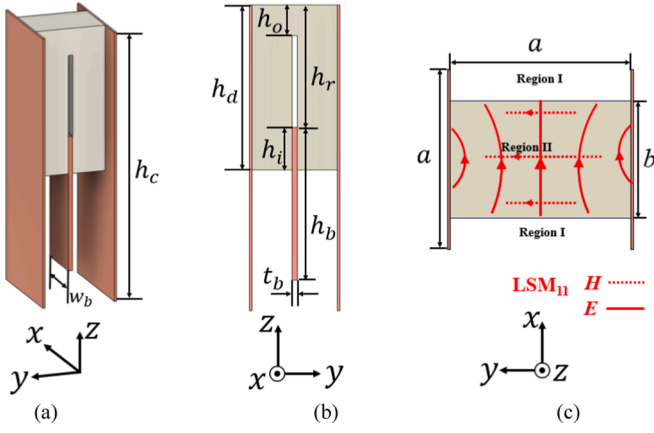 h_c
w_b
x
z
y
(a)
h_o
h_d
h_r
h_i
h_b
t_b
z
x
y
(b)
a
Region I
a
Region II
b
Region I
LSM₁₁ H
E
x
y
z
(c)